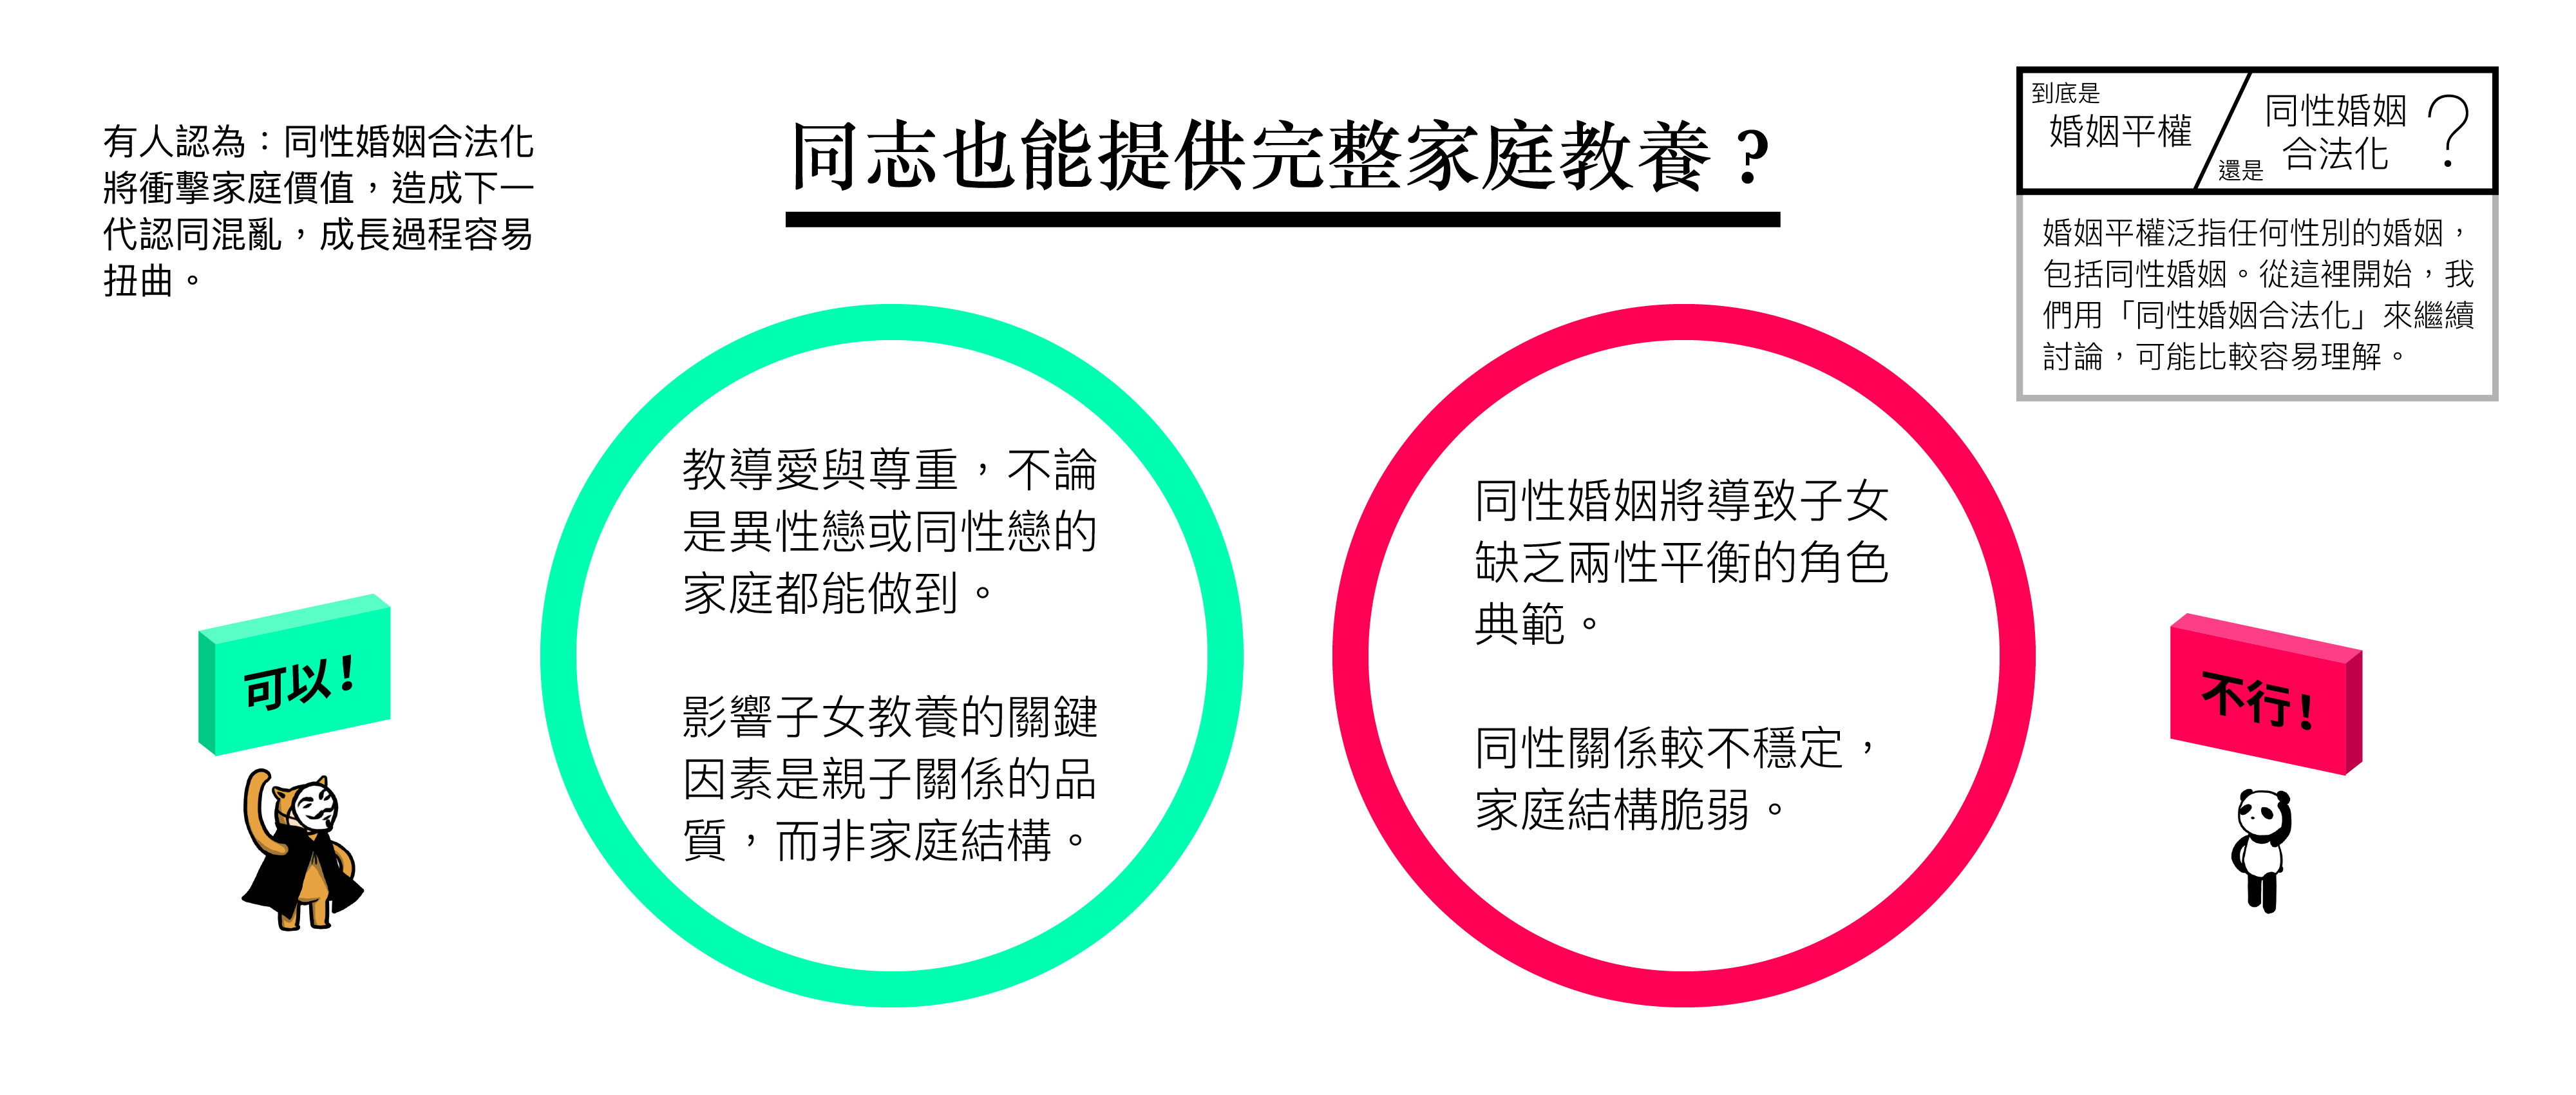 有人認為：同性婚姻合法化
將衝擊家庭價值，造成下一
代認同混亂，成長過程容易
扭曲。
同志也能提供完整家庭教養？
到底是
婚姻平權
還是
同性婚姻
合法化
？
婚姻平權泛指任何性別的婚姻，
包括同性婚姻。從這裡開始，我
們用「同性婚姻合法化」來繼續
討論，可能比較容易理解。
可以！
教導愛與尊重，不論
是異性戀或同性戀的
家庭都能做到。
影響子女教養的關鍵
因素是親子關係的品
質，而非家庭結構。
同性婚姻將導致子女
缺乏兩性平衡的角色
典範。
同性關係較不穩定，
家庭結構脆弱。
不行！